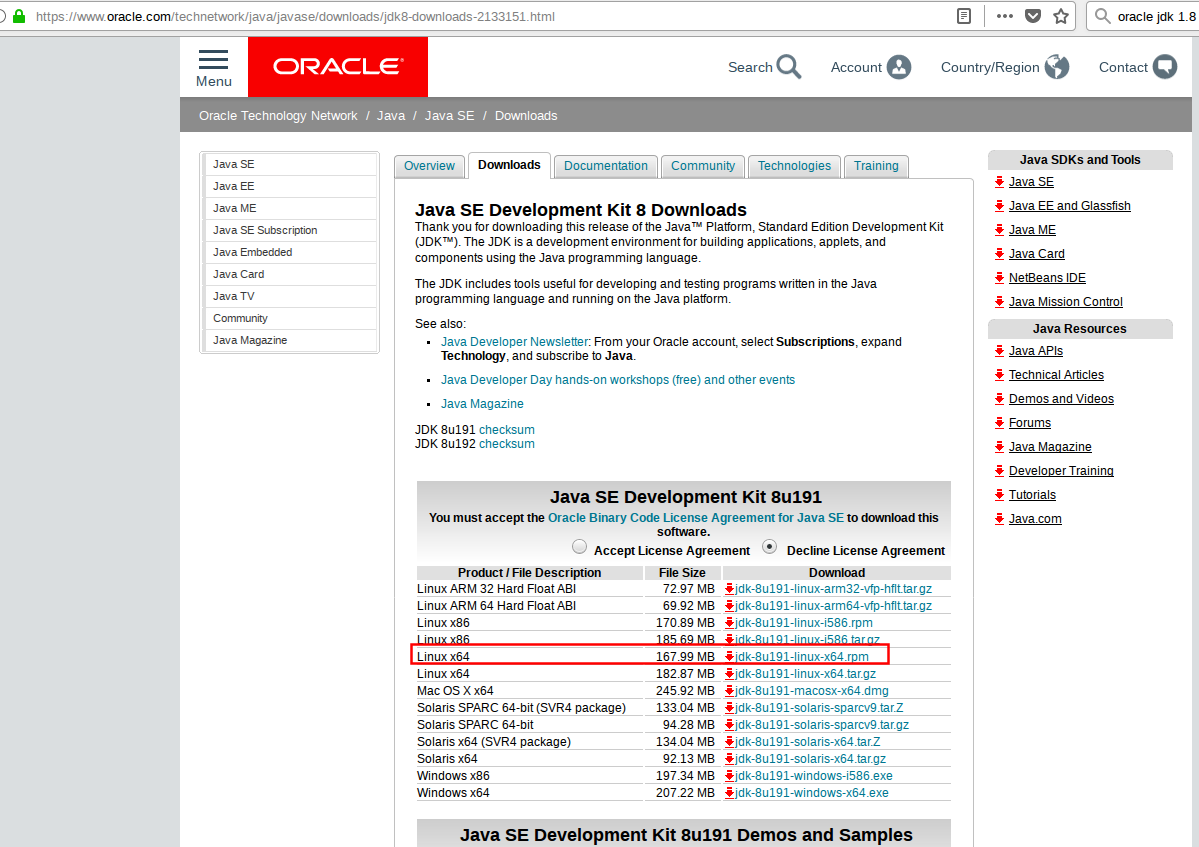 https://www.oracle.com/technetwork/java/javase/downloads/jdk8-downloads-2133151.html
oracle jdk 1.8
Menu
ORACLE
Search
Account
Country/Region
Contact
Oracle Technology Network / Java / Java SE / Downloads
Java SE
Java EE
Java ME
Java SE Subscription
Java Embedded
Java Card
Java TV
Community
Java Magazine
Overview
Downloads
Documentation
Community
Technologies
Training
Java SE Development Kit 8 Downloads
Thank you for downloading this release of the Java™ Platform, Standard Edition Development Kit
(JDK™). The JDK is a development environment for building applications, applets, and
components using the Java programming language.
The JDK includes tools useful for developing and testing programs written in the Java
programming language and running on the Java platform.
See also:
Java Developer Newsletter: From your Oracle account, select Subscriptions, expand
Technology, and subscribe to Java.
Java Developer Day hands-on workshops (free) and other events
Java Magazine
JDK 8u191 checksum
JDK 8u192 checksum
Java SE Development Kit 8u191
You must accept the Oracle Binary Code License Agreement for Java SE to download this
software.
Accept License Agreement Decline License Agreement
Product / File Description File Size Download
Linux ARM 32 Hard Float ABI 72.97 MB jdk-8u191-linux-arm32-vfp-hflt.tar.gz
Linux ARM 64 Hard Float ABI 69.92 MB jdk-8u191-linux-arm64-vfp-hflt.tar.gz
Linux x86 170.89 MB jdk-8u191-linux-i586.rpm
Linux x86 185.69 MB jdk-8u191-linux-i586.tar.gz
Linux x64 167.99 MB jdk-8u191-linux-x64.rpm
Linux x64 182.87 MB jdk-8u191-linux-x64.tar.gz
Mac OS X x64 245.92 MB jdk-8u191-macosx-x64.dmg
Solaris SPARC 64-bit (SVR4 package) 133.04 MB jdk-8u191-solaris-sparcv9.tar.Z
Solaris SPARC 64-bit 94.28 MB jdk-8u191-solaris-sparcv9.tar.gz
Solaris x64 (SVR4 package) 134.04 MB jdk-8u191-solaris-x64.tar.Z
Solaris x64 92.13 MB jdk-8u191-solaris-x64.tar.gz
Windows x86 197.34 MB jdk-8u191-windows-i586.exe
Windows x64 207.22 MB jdk-8u191-windows-x64.exe
Java SE Development Kit 8u191 Demos and Samples
Java SDKs and Tools
Java SE
Java EE and Glassfish
Java ME
Java Card
NetBeans IDE
Java Mission Control
Java Resources
Java APIs
Technical Articles
Demos and Videos
Forums
Java Magazine
Developer Training
Tutorials
Java.com